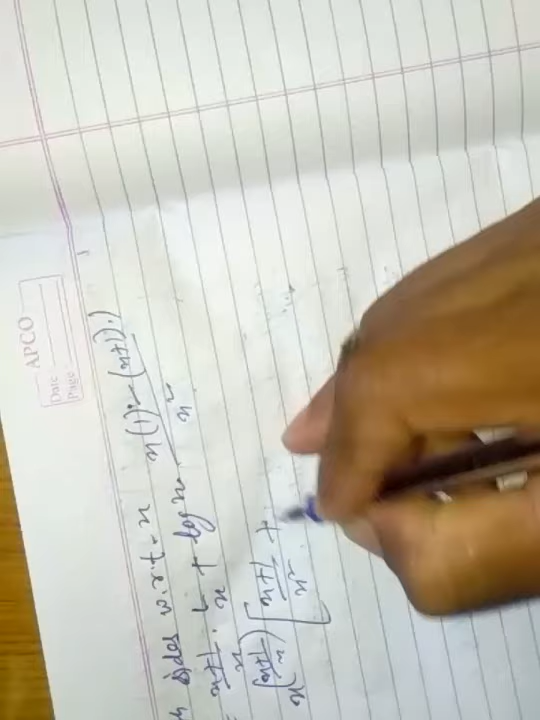 APCO
Date
Page
sides w.r.t. x
x+1/x · 1/x + log x · x(1) - (x+1)·1/x²
= x^(x+1/x) [x+1/x² +